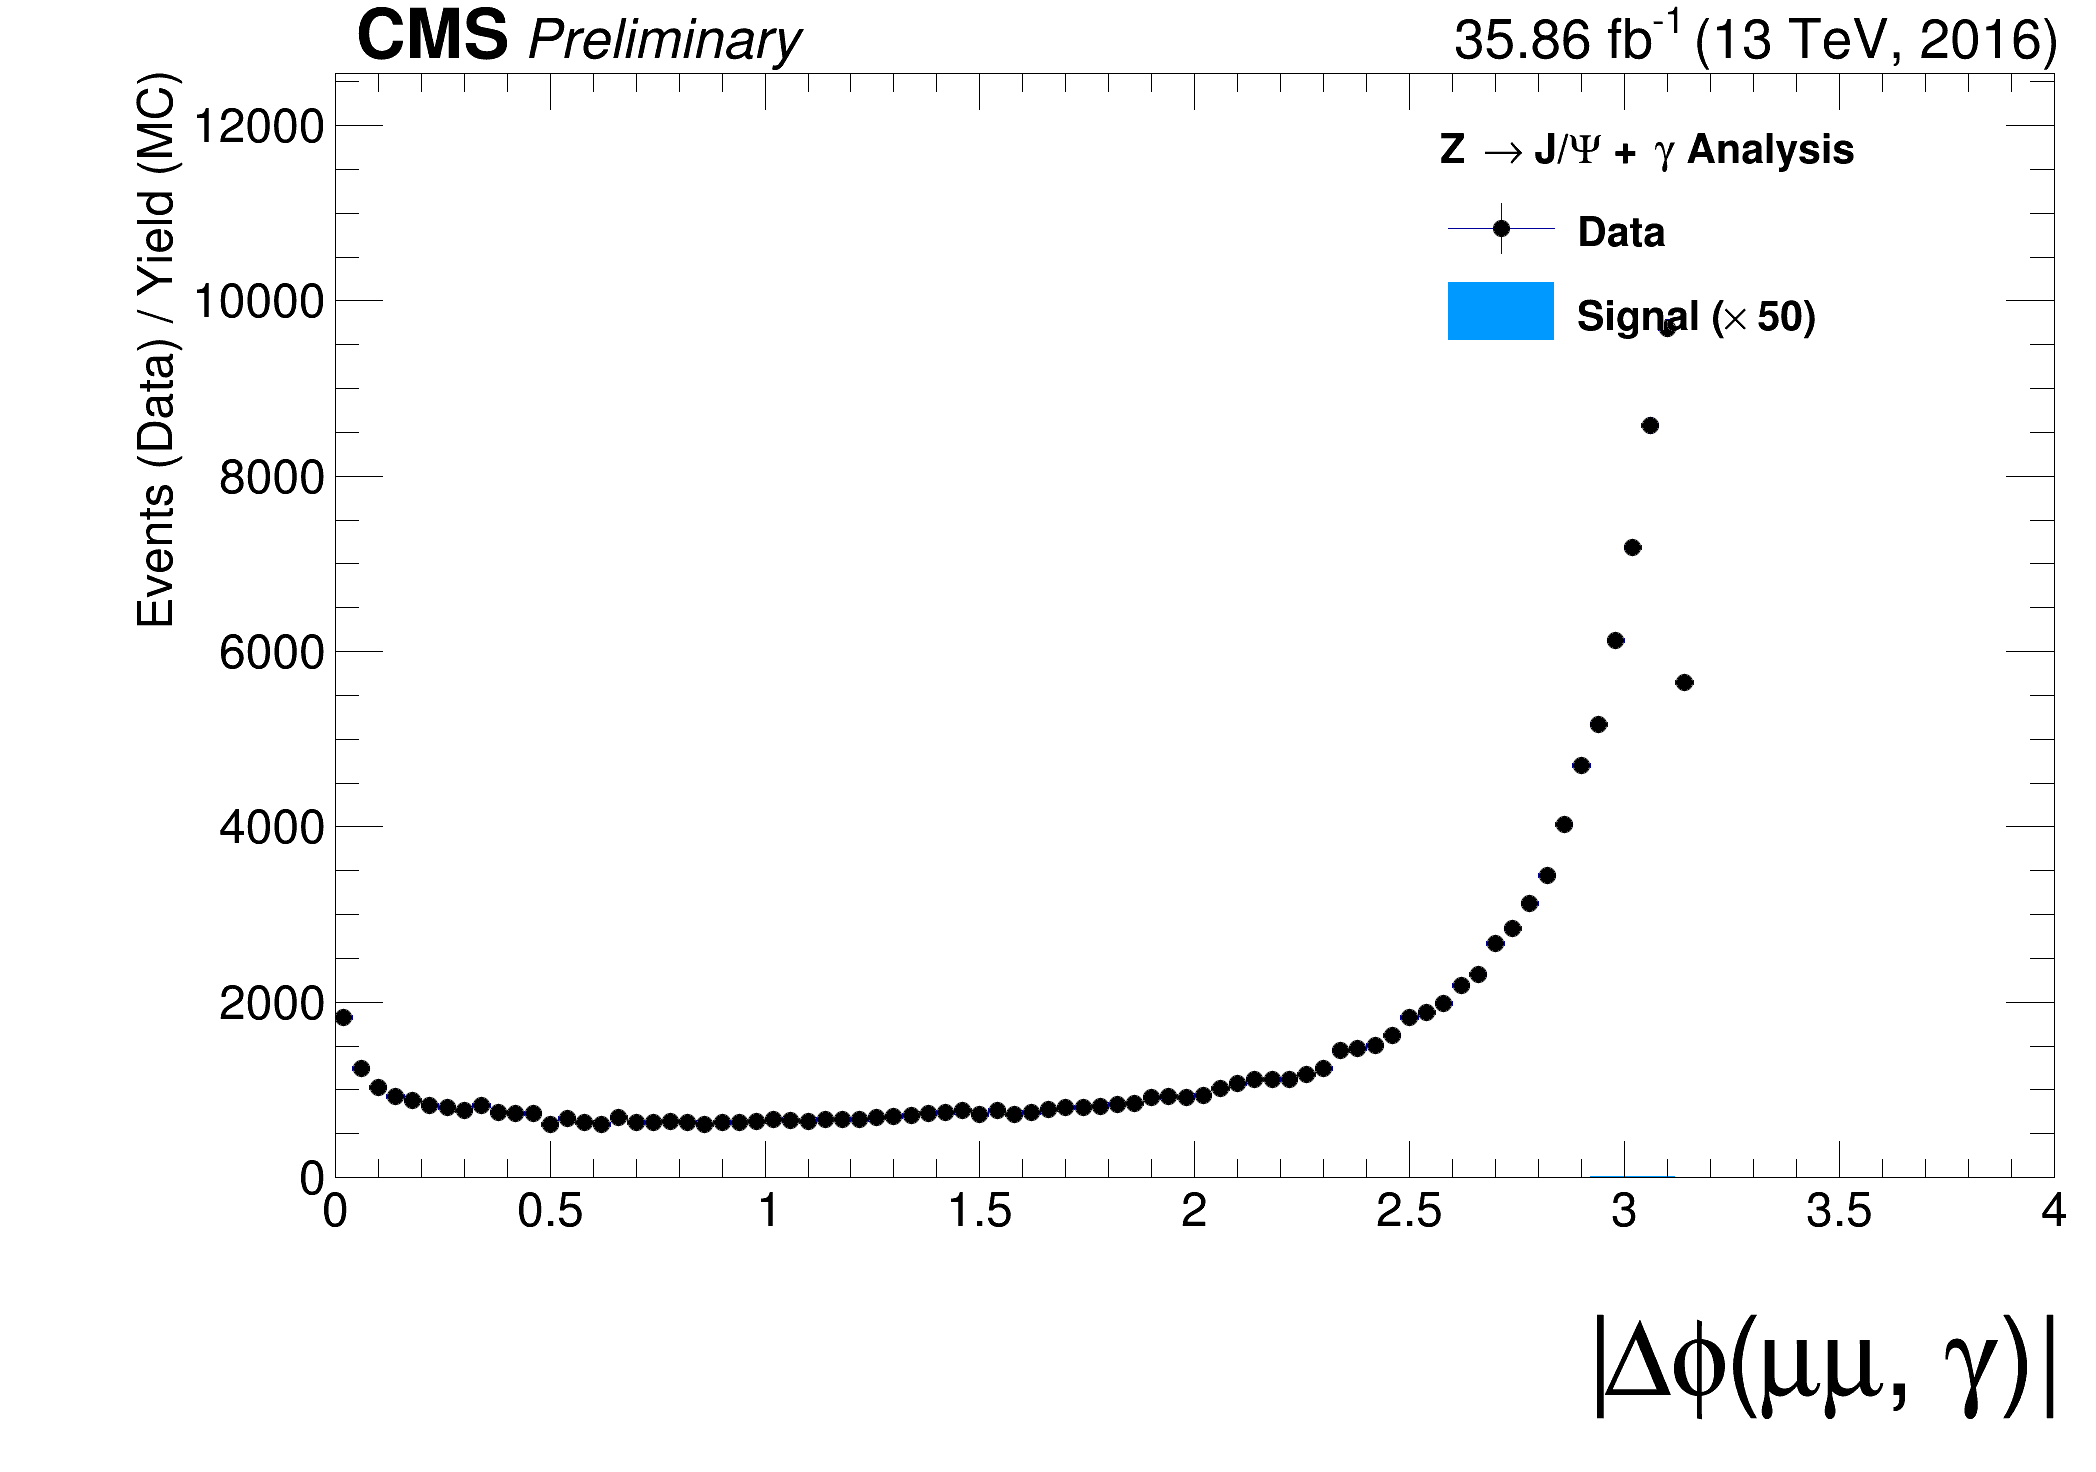 CMS Preliminary 35.86 fb⁻¹ (13 TeV, 2016)
Events (Data) / Yield (MC)
12000
10000
8000
6000
4000
2000
0
Z → J/Ψ + γ Analysis
Data
Signal (× 50)
0 0.5 1 1.5 2 2.5 3 3.5 4
|Δϕ(μμ, γ)|